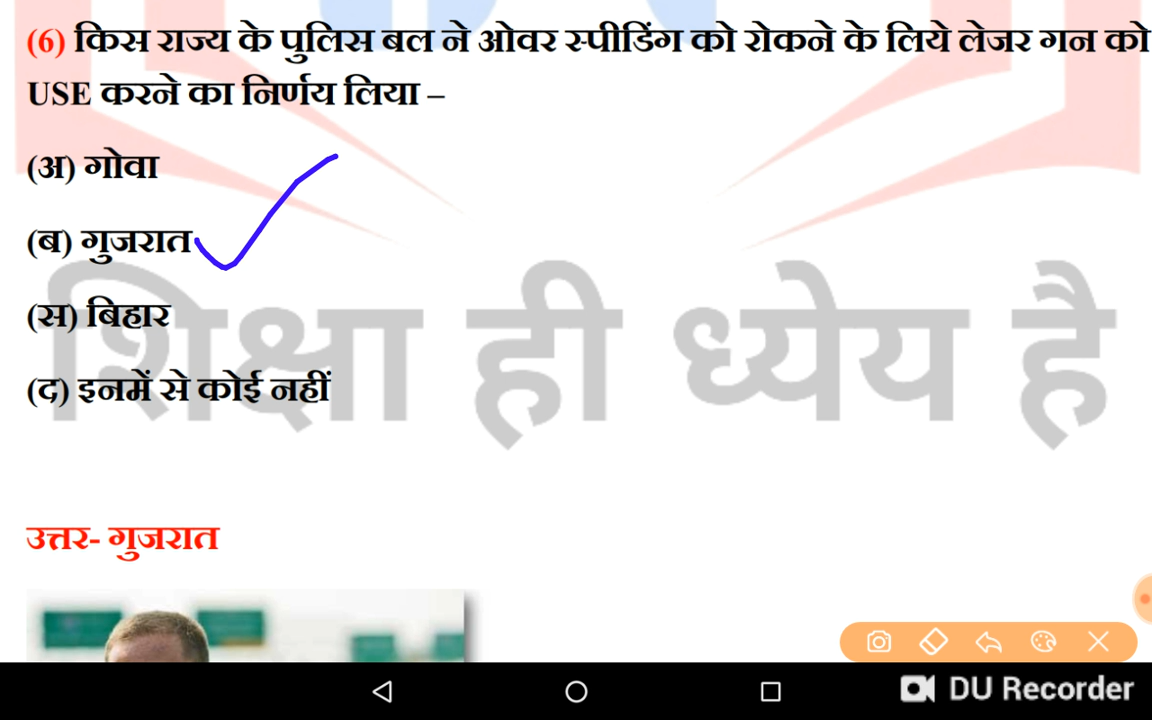 (6) किस राज्य के पुलिस बल ने ओवर स्पीडिंग को रोकने के लिये लेजर गन को
USE करने का निर्णय लिया –
(अ) गोवा
(ब) गुजरात
(स) बिहार
शिक्षा ही ध्येय है
(द) इनमें से कोई नहीं
उत्तर- गुजरात
DU Recorder